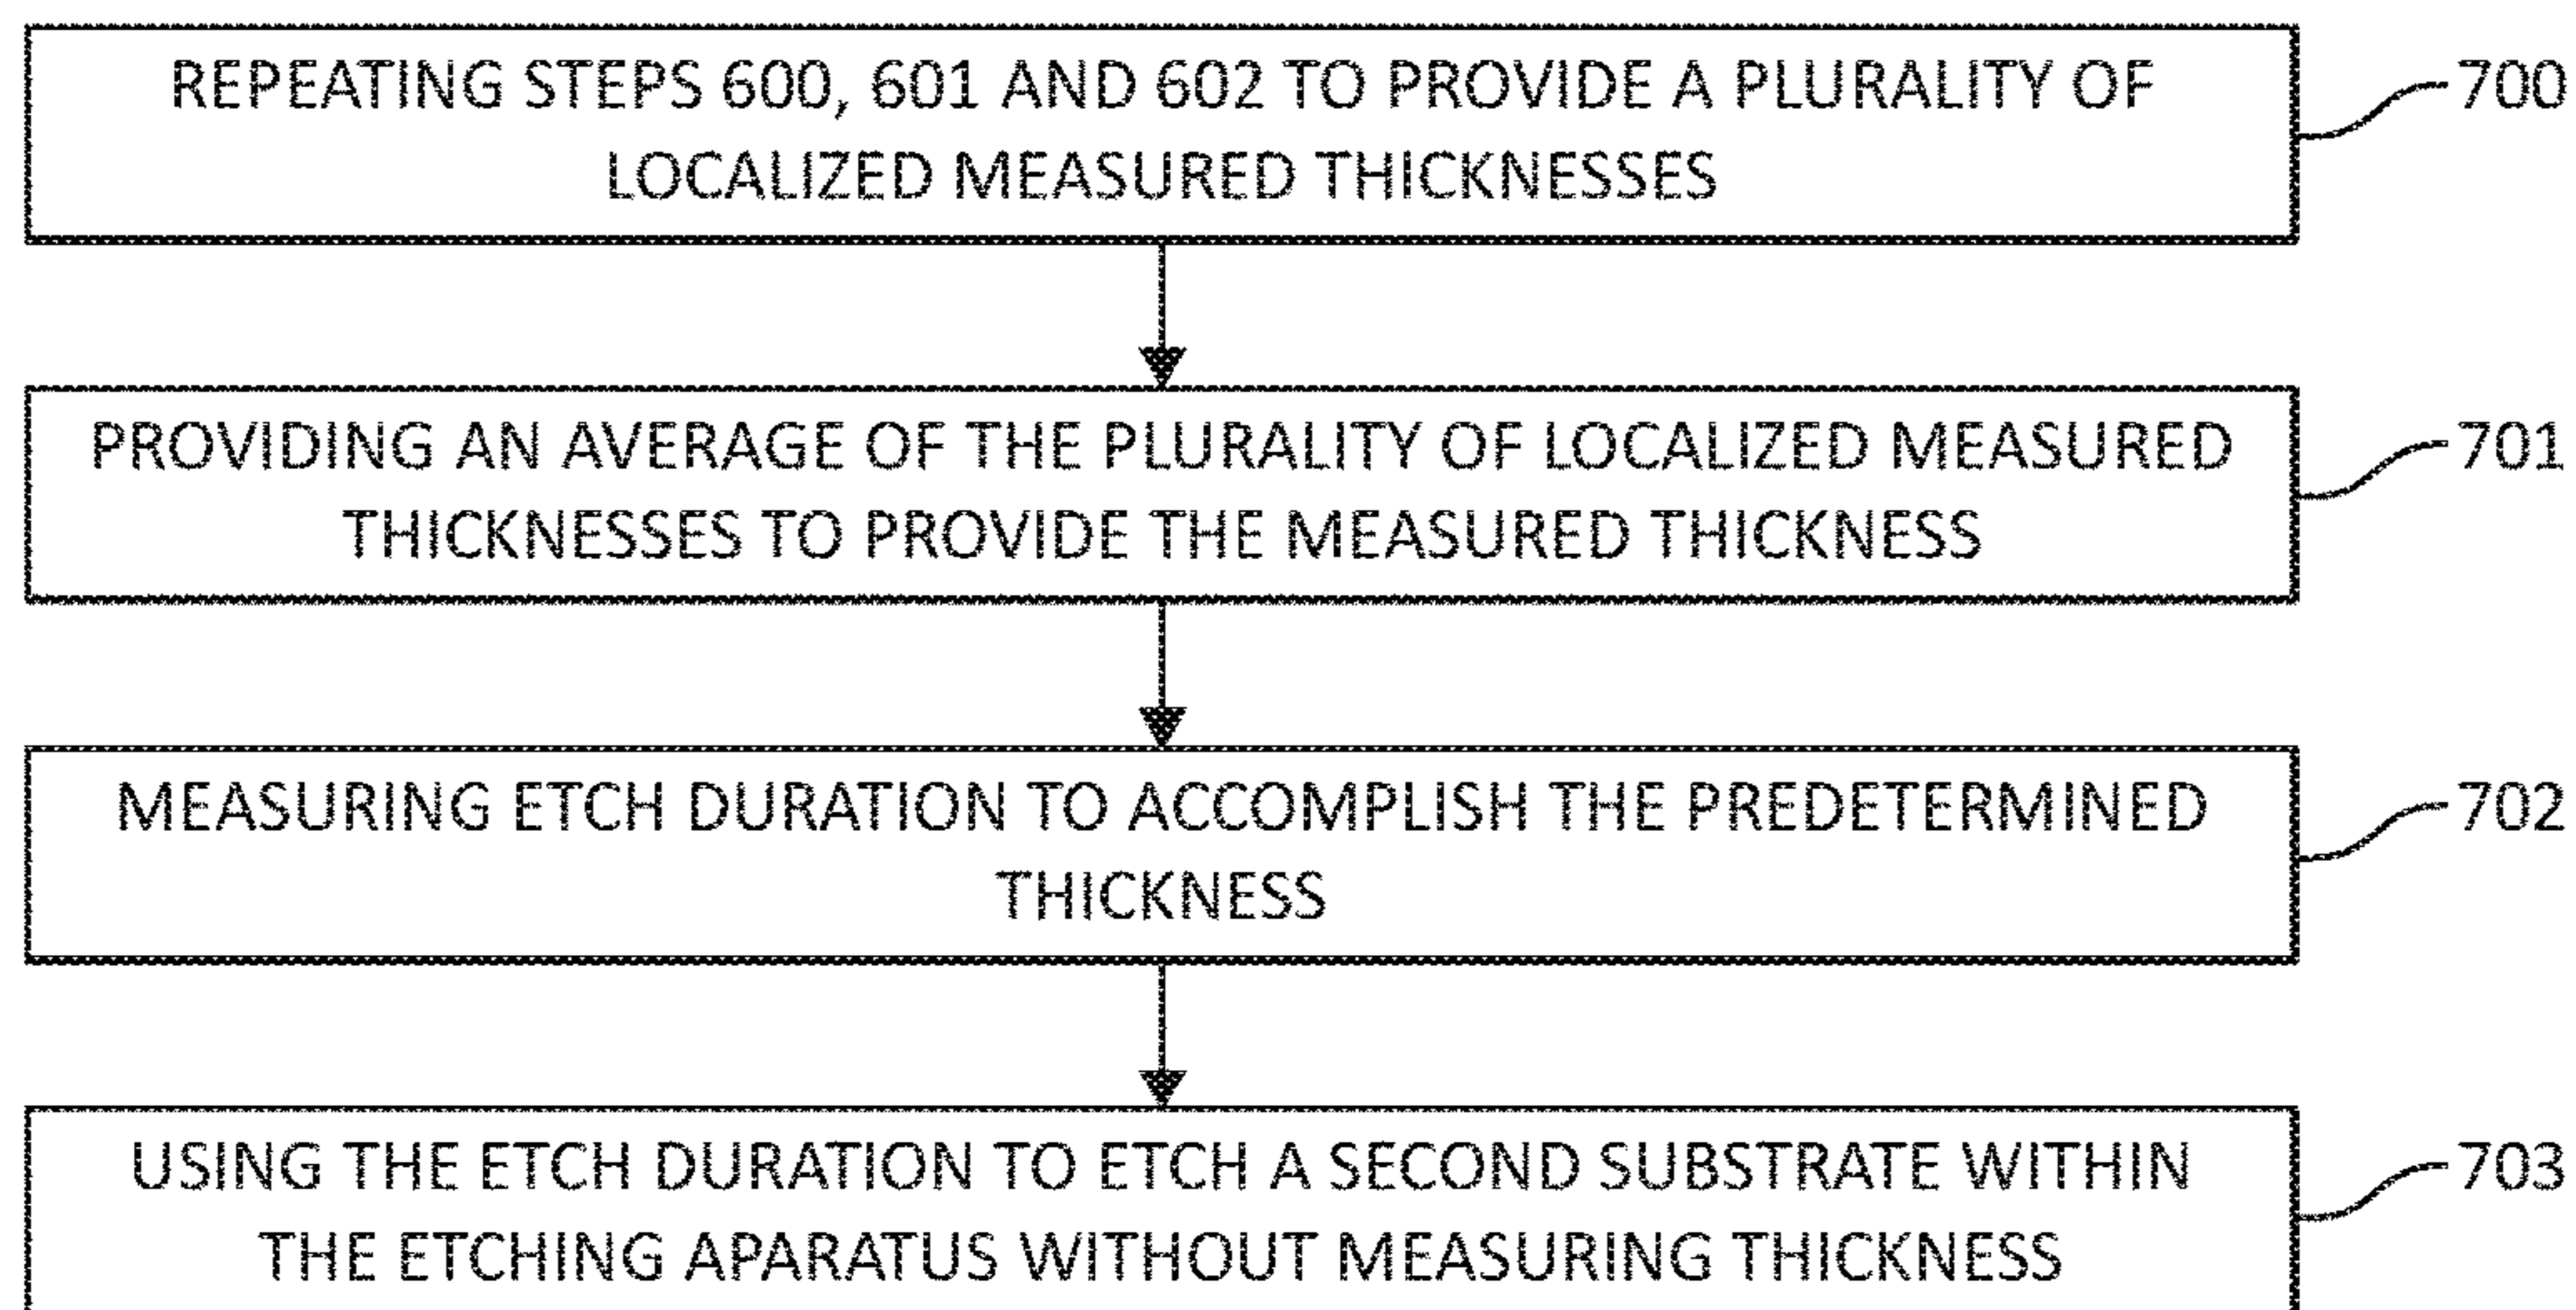 REPEATING STEPS 600, 601 AND 602 TO PROVIDE A PLURALITY OF
LOCALIZED MEASURED THICKNESSES
700
PROVIDING AN AVERAGE OF THE PLURALITY OF LOCALIZED MEASURED
THICKNESSES TO PROVIDE THE MEASURED THICKNESS
701
MEASURING ETCH DURATION TO ACCOMPLISH THE PREDETERMINED
THICKNESS
702
USING THE ETCH DURATION TO ETCH A SECOND SUBSTRATE WITHIN
THE ETCHING APARATUS WITHOUT MEASURING THICKNESS
703